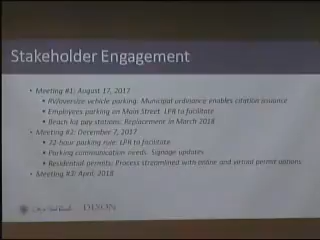 Stakeholder Engagement
• Meeting #1: August 17, 2017
• RV/oversize vehicle parking: Municipal ordinance enables citation issuance
• Employees parking on Main Street: LPR to facilitate
• Beach lot pay stations: Replacement in March 2018
• Meeting #2: December 7, 2017
• 72-hour parking rule: LPR to facilitate
• Parking communication needs: Signage updates
• Residential permits: Process streamlined with online and virtual permit options
• Meeting #3: April, 2018
DIXON